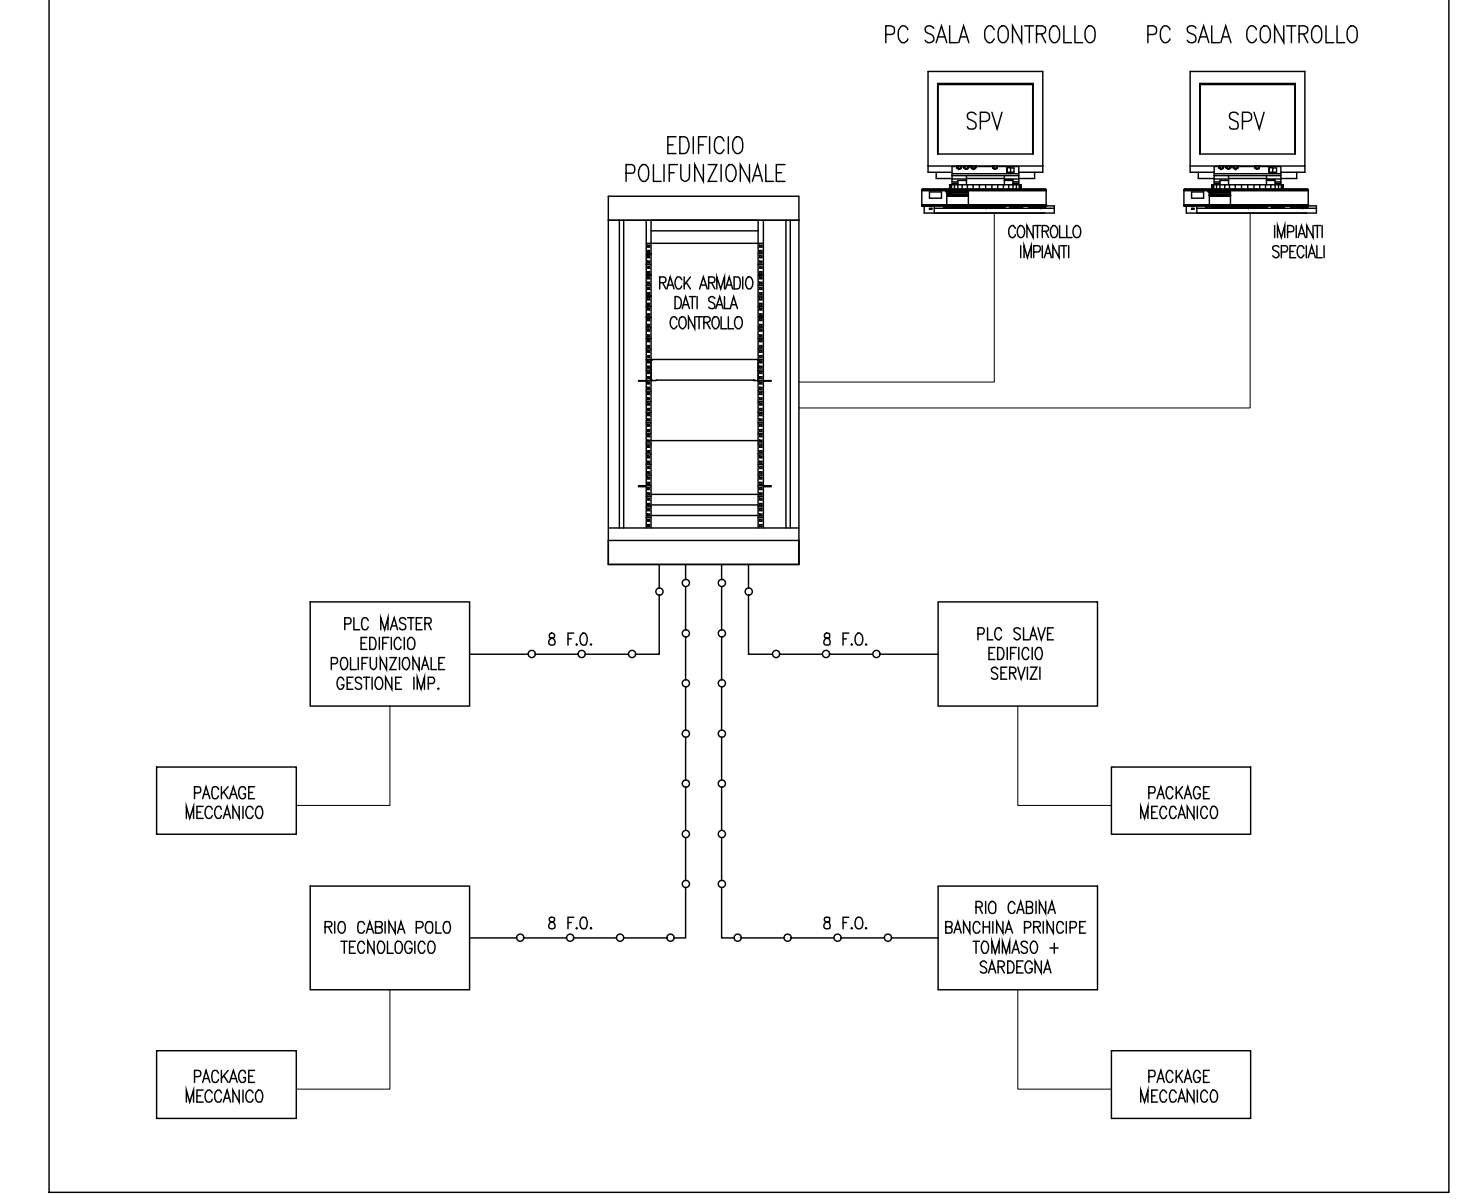 PC SALA CONTROLLO
PC SALA CONTROLLO
SPV
SPV
EDIFICIO
POLIFUNZIONALE
CONTROLLO
IMPIANTI
IMPIANTI
SPECIALI
RACK ARMADIO
DATI SALA
CONTROLLO
PLC MASTER
EDIFICIO
POLIFUNZIONALE
GESTIONE IMP.
8 F.O.
8 F.O.
PLC SLAVE
EDIFICIO
SERVIZI
PACKAGE
MECCANICO
PACKAGE
MECCANICO
RIO CABINA POLO
TECNOLOGICO
8 F.O.
8 F.O.
RIO CABINA
BANCHINA PRINCIPE
TOMMASO +
SARDEGNA
PACKAGE
MECCANICO
PACKAGE
MECCANICO